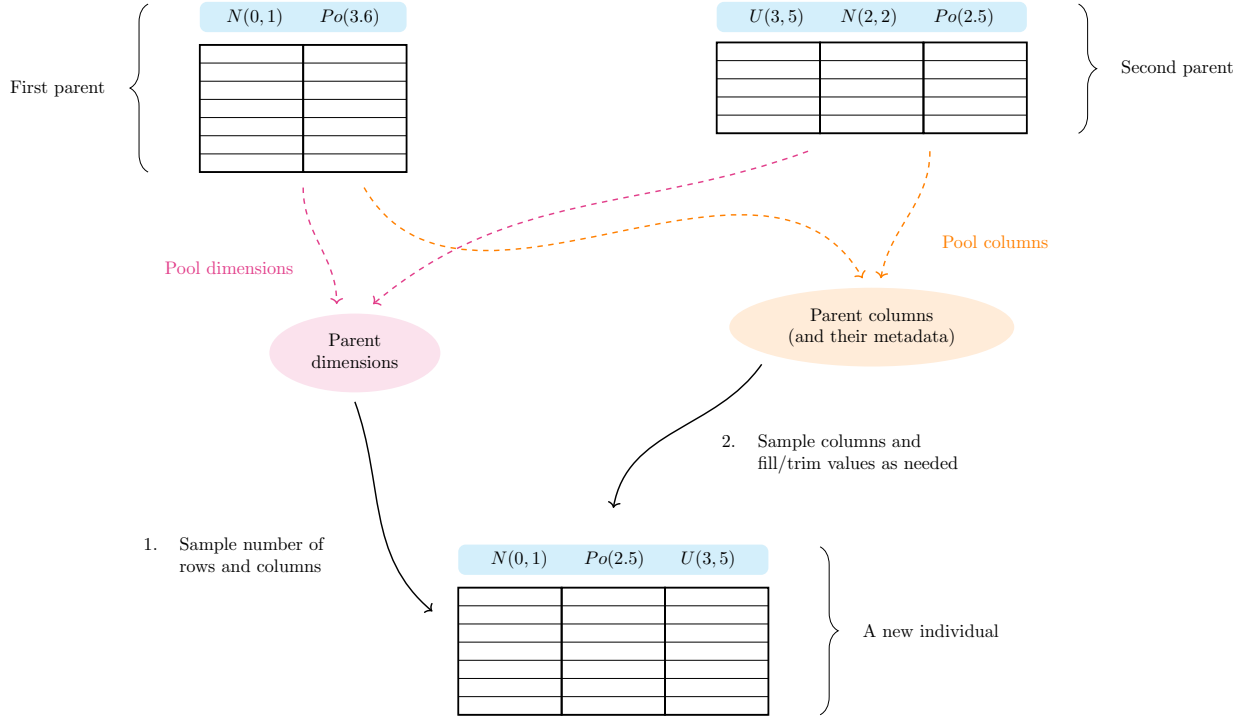 N(0, 1) Po(3.6)
U(3, 5) N(2, 2) Po(2.5)
First parent
Second parent
Pool dimensions
Pool columns
Parent
dimensions
Parent columns
(and their metadata)
2. Sample columns and
fill/trim values as needed
1. Sample number of
rows and columns
N(0, 1) Po(2.5) U(3, 5)
A new individual